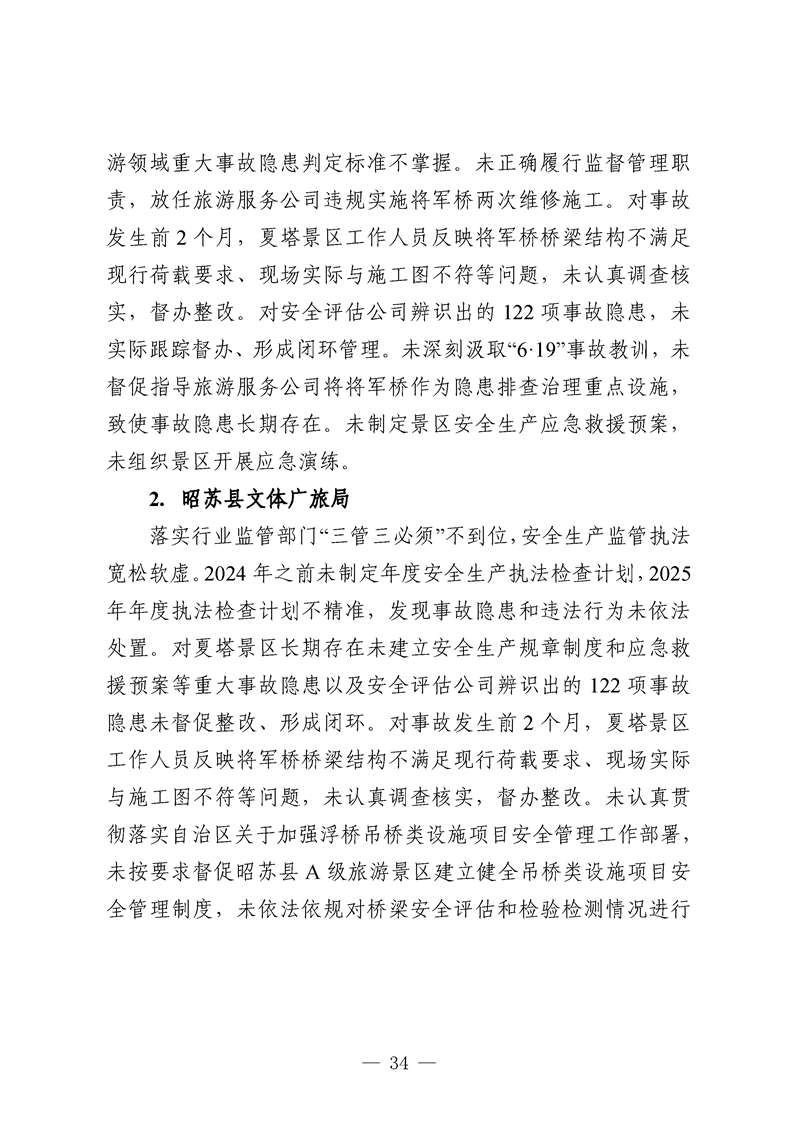 游领域重大事故隐患判定标准不掌握。未正确履行监督管理职
责，放任旅游服务公司违规实施将军桥两次维修施工。对事故
发生前 2 个月，夏塔景区工作人员反映将军桥桥梁结构不满足
现行荷载要求、现场实际与施工图不符等问题，未认真调查核
实，督办整改。对安全评估公司辨识出的 122 项事故隐患，未
实际跟踪督办、形成闭环管理。未深刻汲取“6·19”事故教训，未
督促指导旅游服务公司将将军桥作为隐患排查治理重点设施，
致使事故隐患长期存在。未制定景区安全生产应急救援预案，
未组织景区开展应急演练。
2. 昭苏县文体广旅局
落实行业监管部门“三管三必须”不到位，安全生产监管执法
宽松软虚。2024 年之前未制定年度安全生产执法检查计划，2025
年年度执法检查计划不精准，发现事故隐患和违法行为未依法
处置。对夏塔景区长期存在未建立安全生产规章制度和应急救
援预案等重大事故隐患以及安全评估公司辨识出的 122 项事故
隐患未督促整改、形成闭环。对事故发生前 2 个月，夏塔景区
工作人员反映将军桥桥梁结构不满足现行荷载要求、现场实际
与施工图不符等问题，未认真调查核实，督办整改。未认真贯
彻落实自治区关于加强浮桥吊桥类设施项目安全管理工作部署，
未按要求督促昭苏县 A 级旅游景区建立健全吊桥类设施项目安
全管理制度，未依法依规对桥梁安全评估和检验检测情况进行
— 34 —